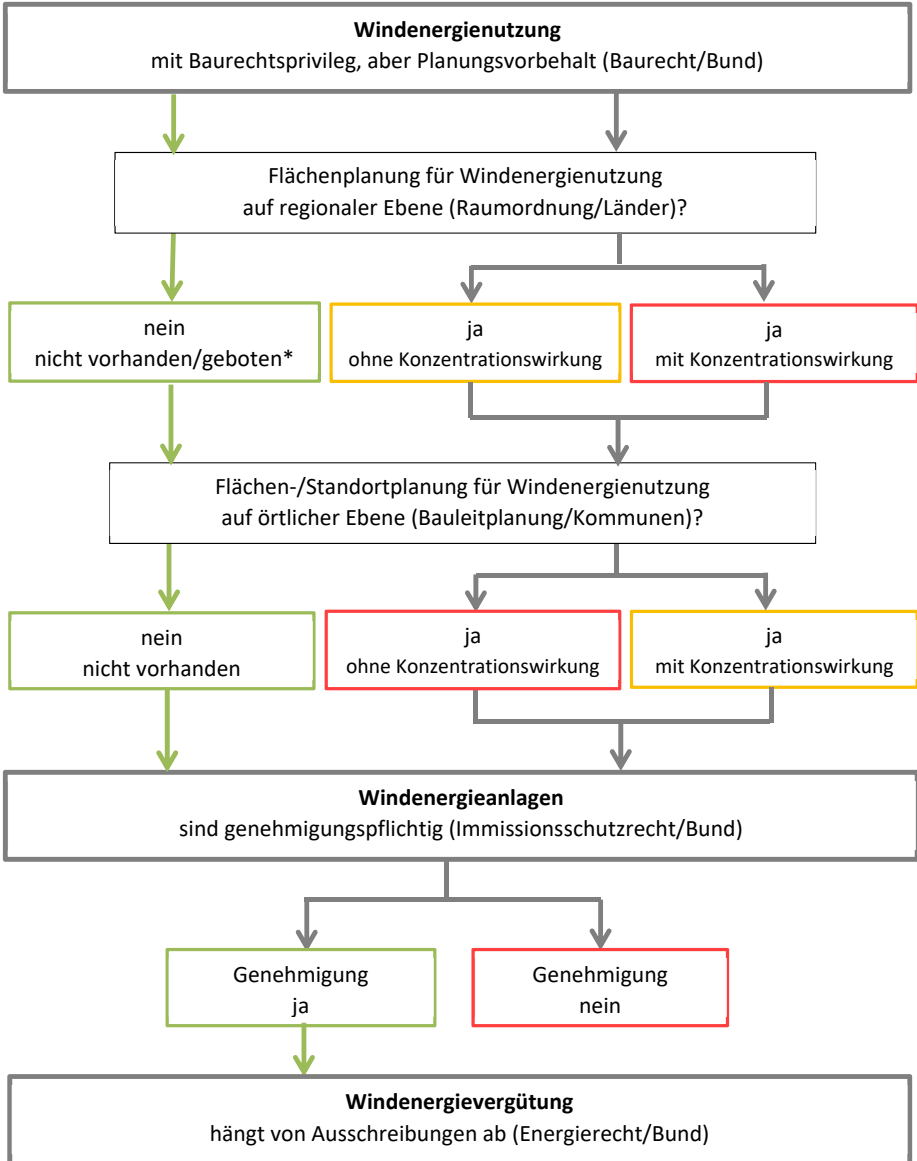 Windenergienutzung
mit Baurechtsprivileg, aber Planungsvorbehalt (Baurecht/Bund)
Flächenplanung für Windenergienutzung
auf regionaler Ebene (Raumordnung/Länder)?
nein
nicht vorhanden/geboten*
ja
ohne Konzentrationswirkung
ja
mit Konzentrationswirkung
Flächen-/Standortplanung für Windenergienutzung
auf örtlicher Ebene (Bauleitplanung/Kommunen)?
nein
nicht vorhanden
ja
ohne Konzentrationswirkung
ja
mit Konzentrationswirkung
Windenergieanlagen
sind genehmigungspflichtig (Immissionsschutzrecht/Bund)
Genehmigung
ja
Genehmigung
nein
Windenergievergütung
hängt von Ausschreibungen ab (Energierecht/Bund)